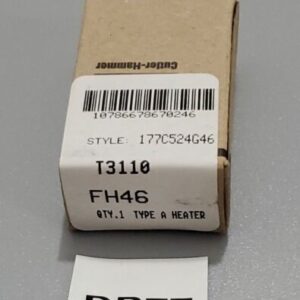 Cutler-Hammer
10786678670246
STYLE: 177C524G46
T3110
FH46
QTY.1 TYPE A HEATER